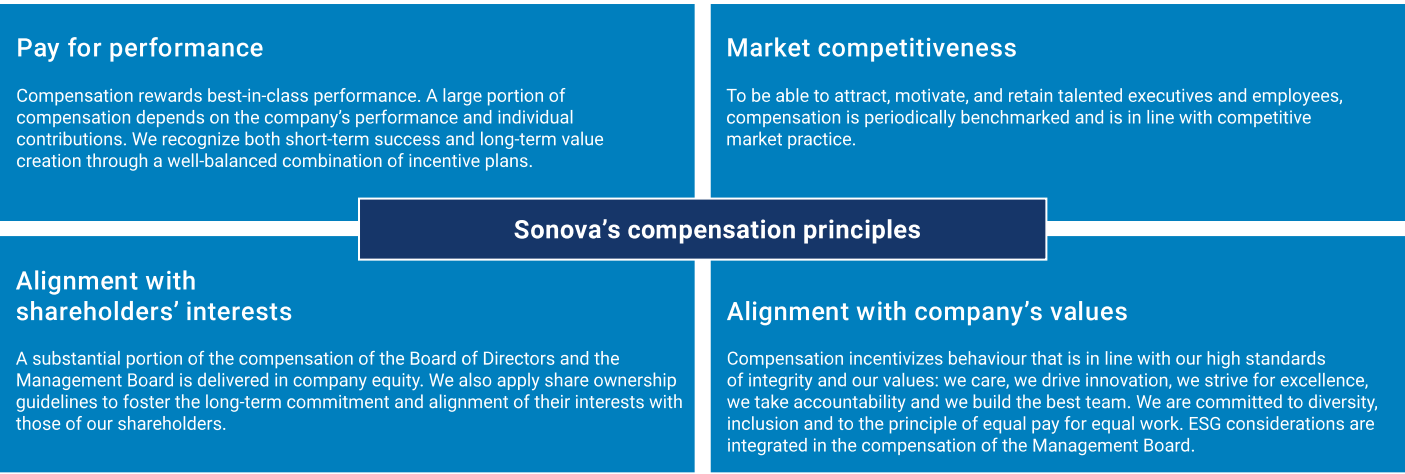 Pay for performance
Compensation rewards best-in-class performance. A large portion of
compensation depends on the company’s performance and individual
contributions. We recognize both short-term success and long-term value
creation through a well-balanced combination of incentive plans.
Market competitiveness
To be able to attract, motivate, and retain talented executives and employees,
compensation is periodically benchmarked and is in line with competitive
market practice.
Sonova’s compensation principles
Alignment with
shareholders’ interests
A substantial portion of the compensation of the Board of Directors and the
Management Board is delivered in company equity. We also apply share ownership
guidelines to foster the long-term commitment and alignment of their interests with
those of our shareholders.
Alignment with company’s values
Compensation incentivizes behaviour that is in line with our high standards
of integrity and our values: we care, we drive innovation, we strive for excellence,
we take accountability and we build the best team. We are committed to diversity,
inclusion and to the principle of equal pay for equal work. ESG considerations are
integrated in the compensation of the Management Board.